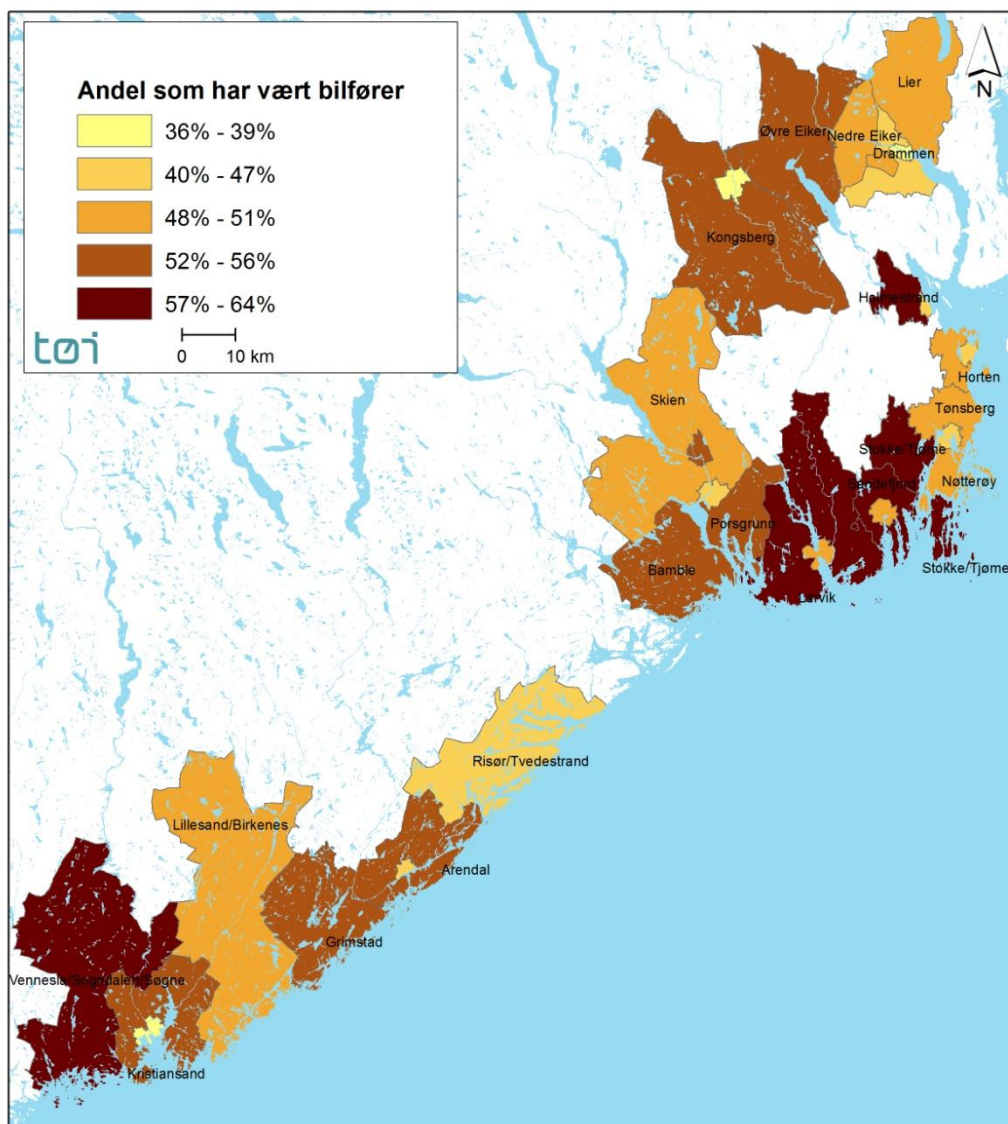 Andel som har vært bilfører
36% - 39%
40% - 47%
48% - 51%
52% - 56%
57% - 64%
tøi
0 10 km
N
Lier
Øvre Eiker
Nedre Eiker
Drammen
Kongsberg
Holmestrand
Horten
Skien
Tønsberg
Stokke/Tjøme
Sandefjord
Nøtterøy
Porsgrunn
Bamble
Stokke/Tjøme
Larvik
Risør/Tvedestrand
Lillesand/Birkenes
Arendal
Grimstad
Vennesla/Sogndalen/Søgne
Kristiansand